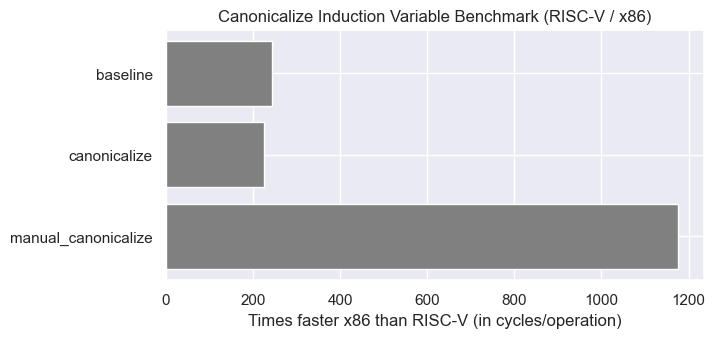 Canonicalize Induction Variable Benchmark (RISC-V / x86)
baseline
canonicalize
manual_canonicalize
0 200 400 600 800 1000 1200
Times faster x86 than RISC-V (in cycles/operation)